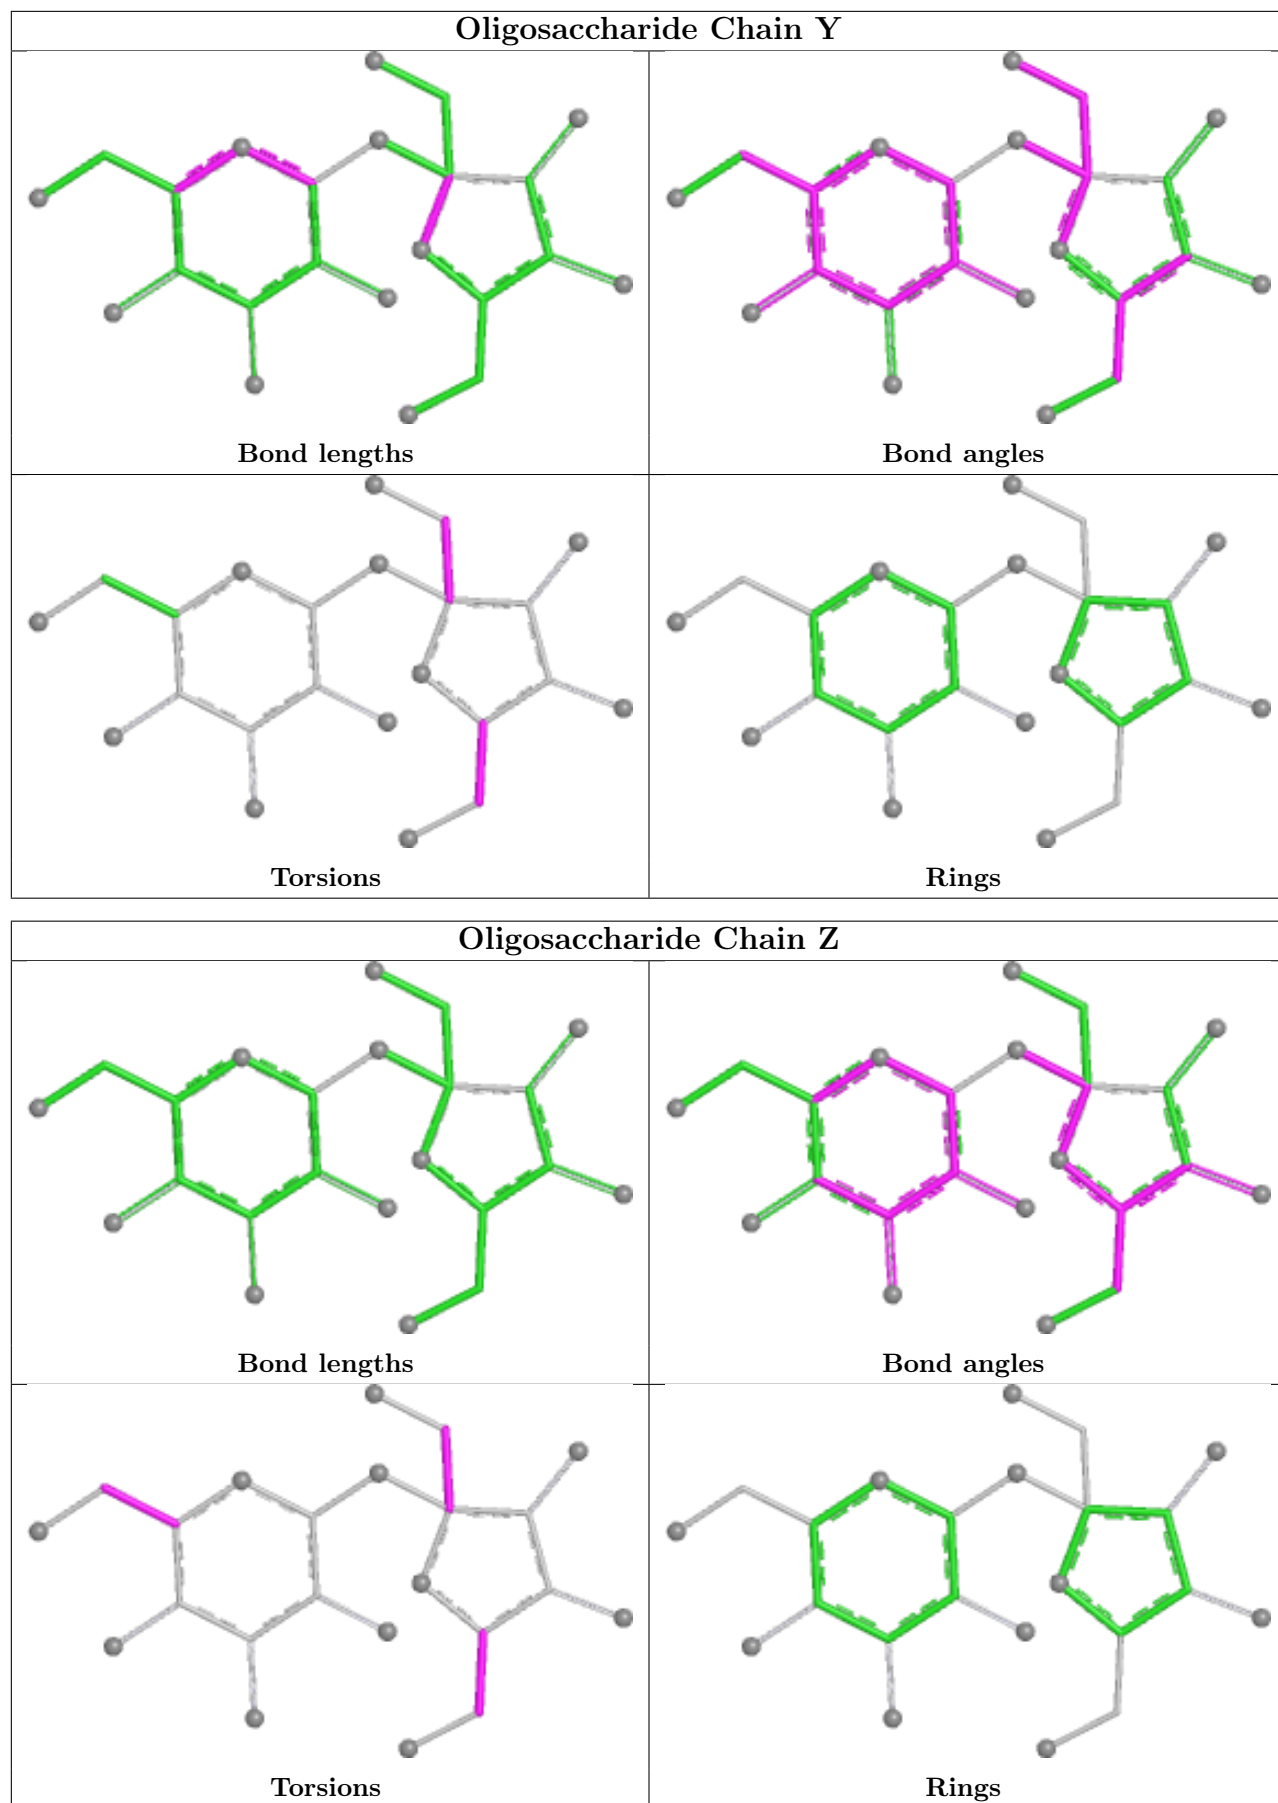 Oligosaccharide Chain Y
Bond lengths
Bond angles
Torsions
Rings
Oligosaccharide Chain Z
Bond lengths
Bond angles
Torsions
Rings